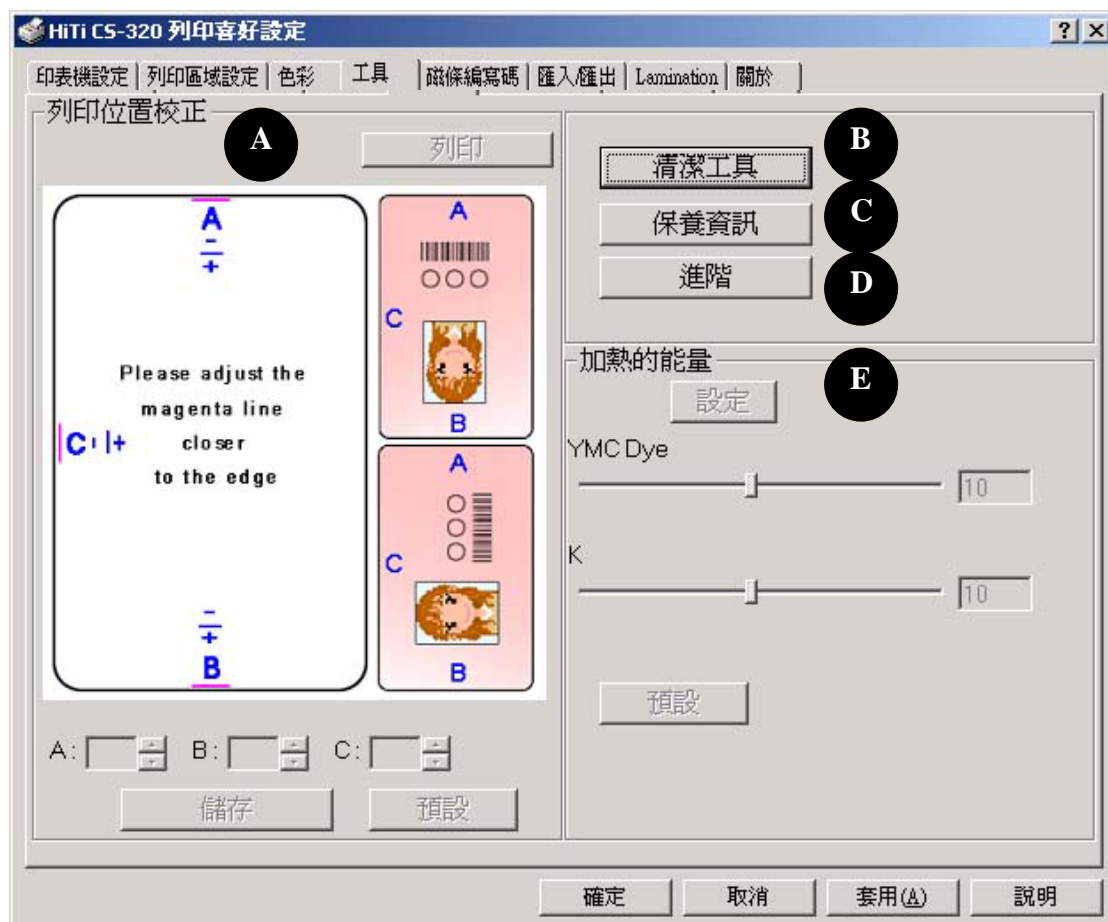 HiTi CS-320 列印喜好設定
印表機設定 列印區域設定 色彩 工具 磁條編寫碼 匯入/匯出 Lamination 關於
列印位置校正
A
列印
A
-
+
Please adjust the
magenta line
closer
to the edge
C - +
-
+
B
A
C
B
A
C
B
A: B: C:
儲存 預設
B
清潔工具
C
保養資訊
D
進階
加熱的能量
E
設定
YMC Dye
10
K
10
預設
確定 取消 套用(A) 說明